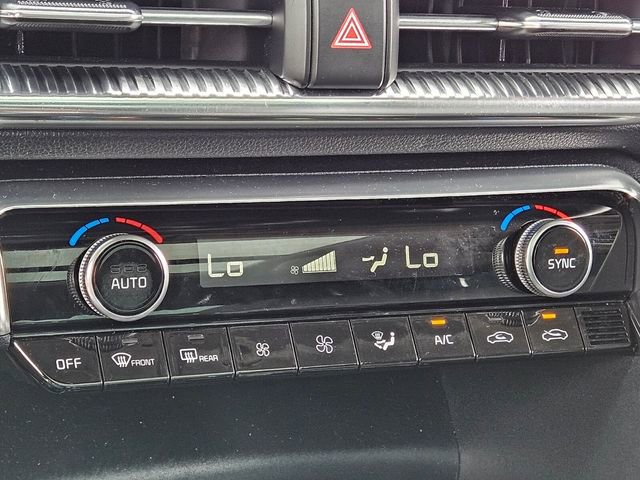 Lo Lo
AUTO SYNC
OFF FRONT REAR A/C